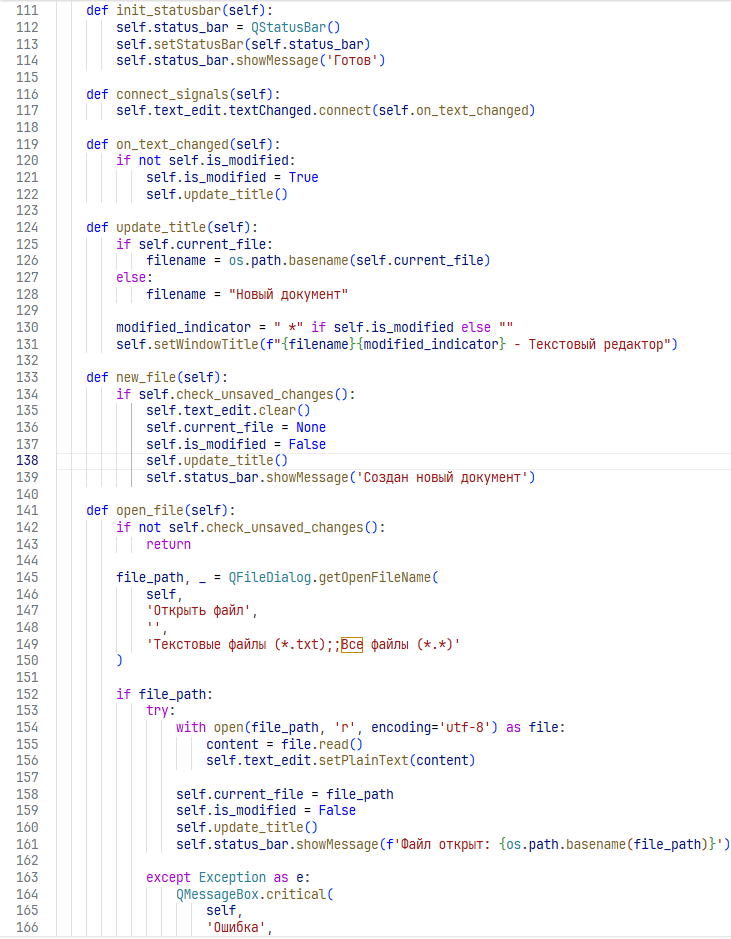 111 def init_statusbar(self):
112 self.status_bar = QStatusBar()
113 self.setStatusBar(self.status_bar)
114 self.status_bar.showMessage('Готов')
115
116 def connect_signals(self):
117 self.text_edit.textChanged.connect(self.on_text_changed)
118
119 def on_text_changed(self):
120 if not self.is_modified:
121 self.is_modified = True
122 self.update_title()
123
124 def update_title(self):
125 if self.current_file:
126 filename = os.path.basename(self.current_file)
127 else:
128 filename = "Новый документ"
129
130 modified_indicator = " *" if self.is_modified else ""
131 self.setWindowTitle(f"{filename}{modified_indicator} - Текстовый редактор")
132
133 def new_file(self):
134 if self.check_unsaved_changes():
135 self.text_edit.clear()
136 self.current_file = None
137 self.is_modified = False
138 self.update_title()
139 self.status_bar.showMessage('Создан новый документ')
140
141 def open_file(self):
142 if not self.check_unsaved_changes():
143 return
144
145 file_path, _ = QFileDialog.getOpenFileName(
146 self,
147 'Открыть файл',
148 '',
149 'Текстовые файлы (*.txt);;Все файлы (*.*)'
150 )
151
152 if file_path:
153 try:
154 with open(file_path, 'r', encoding='utf-8') as file:
155 content = file.read()
156 self.text_edit.setPlainText(content)
157
158 self.current_file = file_path
159 self.is_modified = False
160 self.update_title()
161 self.status_bar.showMessage(f'Файл открыт: {os.path.basename(file_path)}')
162
163 except Exception as e:
164 QMessageBox.critical(
165 self,
166 'Ошибка',